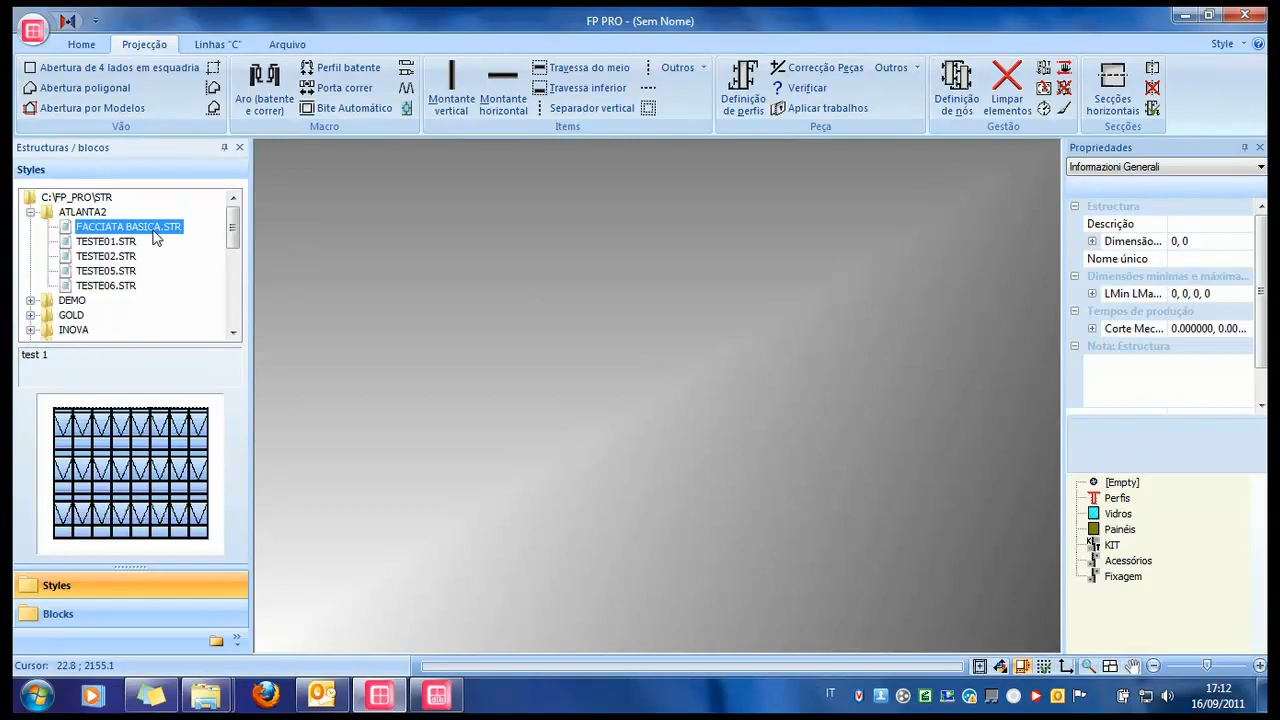 FP PRO - (Sem Nome)
Home Projecção Linhas "C" Arquivo Style
Abertura de 4 lados em esquadria
Abertura poligonal
Abertura por Modelos
Vão
Aro (batente e correr)
Perfil batente
Porta correr
Bite Automático
Macro
Montante vertical
Montante horizontal
Travessa do meio
Travessa inferior
Separador vertical
Outros
Items
Definição de perfis
Correcção Peças
Verificar
Aplicar trabalhos
Outros
Peça
Definição de nós
Limpar elementos
Gestão
Secções horizontais
Secções
Estruturas / blocos
Styles
C:\FP_PRO\STR
ATLANTA2
FACCIATA BASICA.STR
TESTE01.STR
TESTE02.STR
TESTE05.STR
TESTE06.STR
DEMO
GOLD
INOVA
test 1
Styles
Blocks
Propriedades
Informazioni Generali
Estrutura
Descrição
Dimensão... 0, 0
Nome único
Dimensões minimas e máxima...
LMin LMa... 0, 0, 0, 0
Tempos de produção
Corte Mec... 0.000000, 0.00...
Nota: Estructura
[Empty]
Perfis
Vidros
Painéis
KIT
Acessórios
Fixagem
Cursor: 22.8 ; 2155.1
IT
17:12
16/09/2011